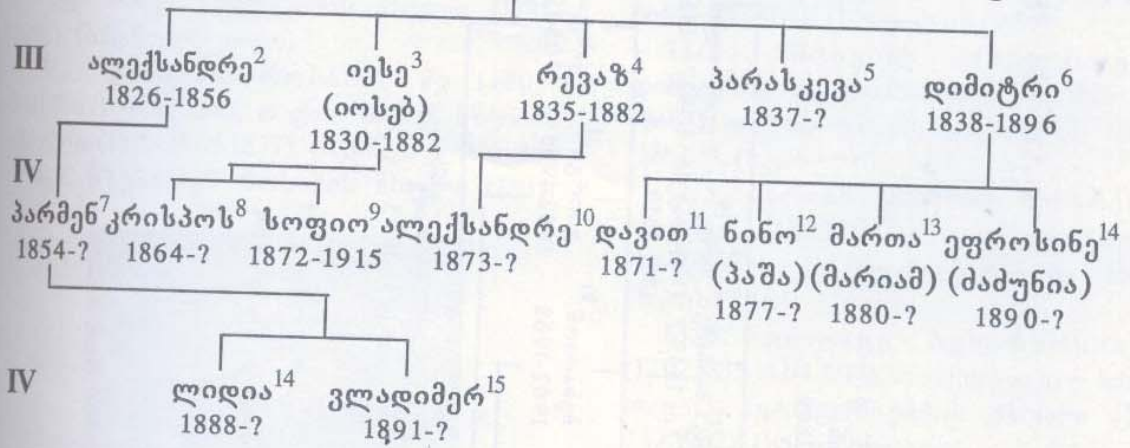 III
ალექსანდრე² იესე³ რევაზ⁴ პარასკევა⁵ დიმიტრი⁶
1826-1856 (იოსებ) 1835-1882 1837-? 1838-1896
1830-1882
IV
პარმენ⁷ კრისპოს⁸ სოფიო⁹ ალექსანდრე¹⁰ დავით¹¹ ნინო¹² მართა¹³ ეფროსინე¹⁴
1854-? 1864-? 1872-1915 1873-? 1871-? (პაშა) (მარიამ) (ძაძუნია)
1877-? 1880-? 1890-?
IV
ლიდია¹⁴ ვლადიმერ¹⁵
1888-? 1891-?